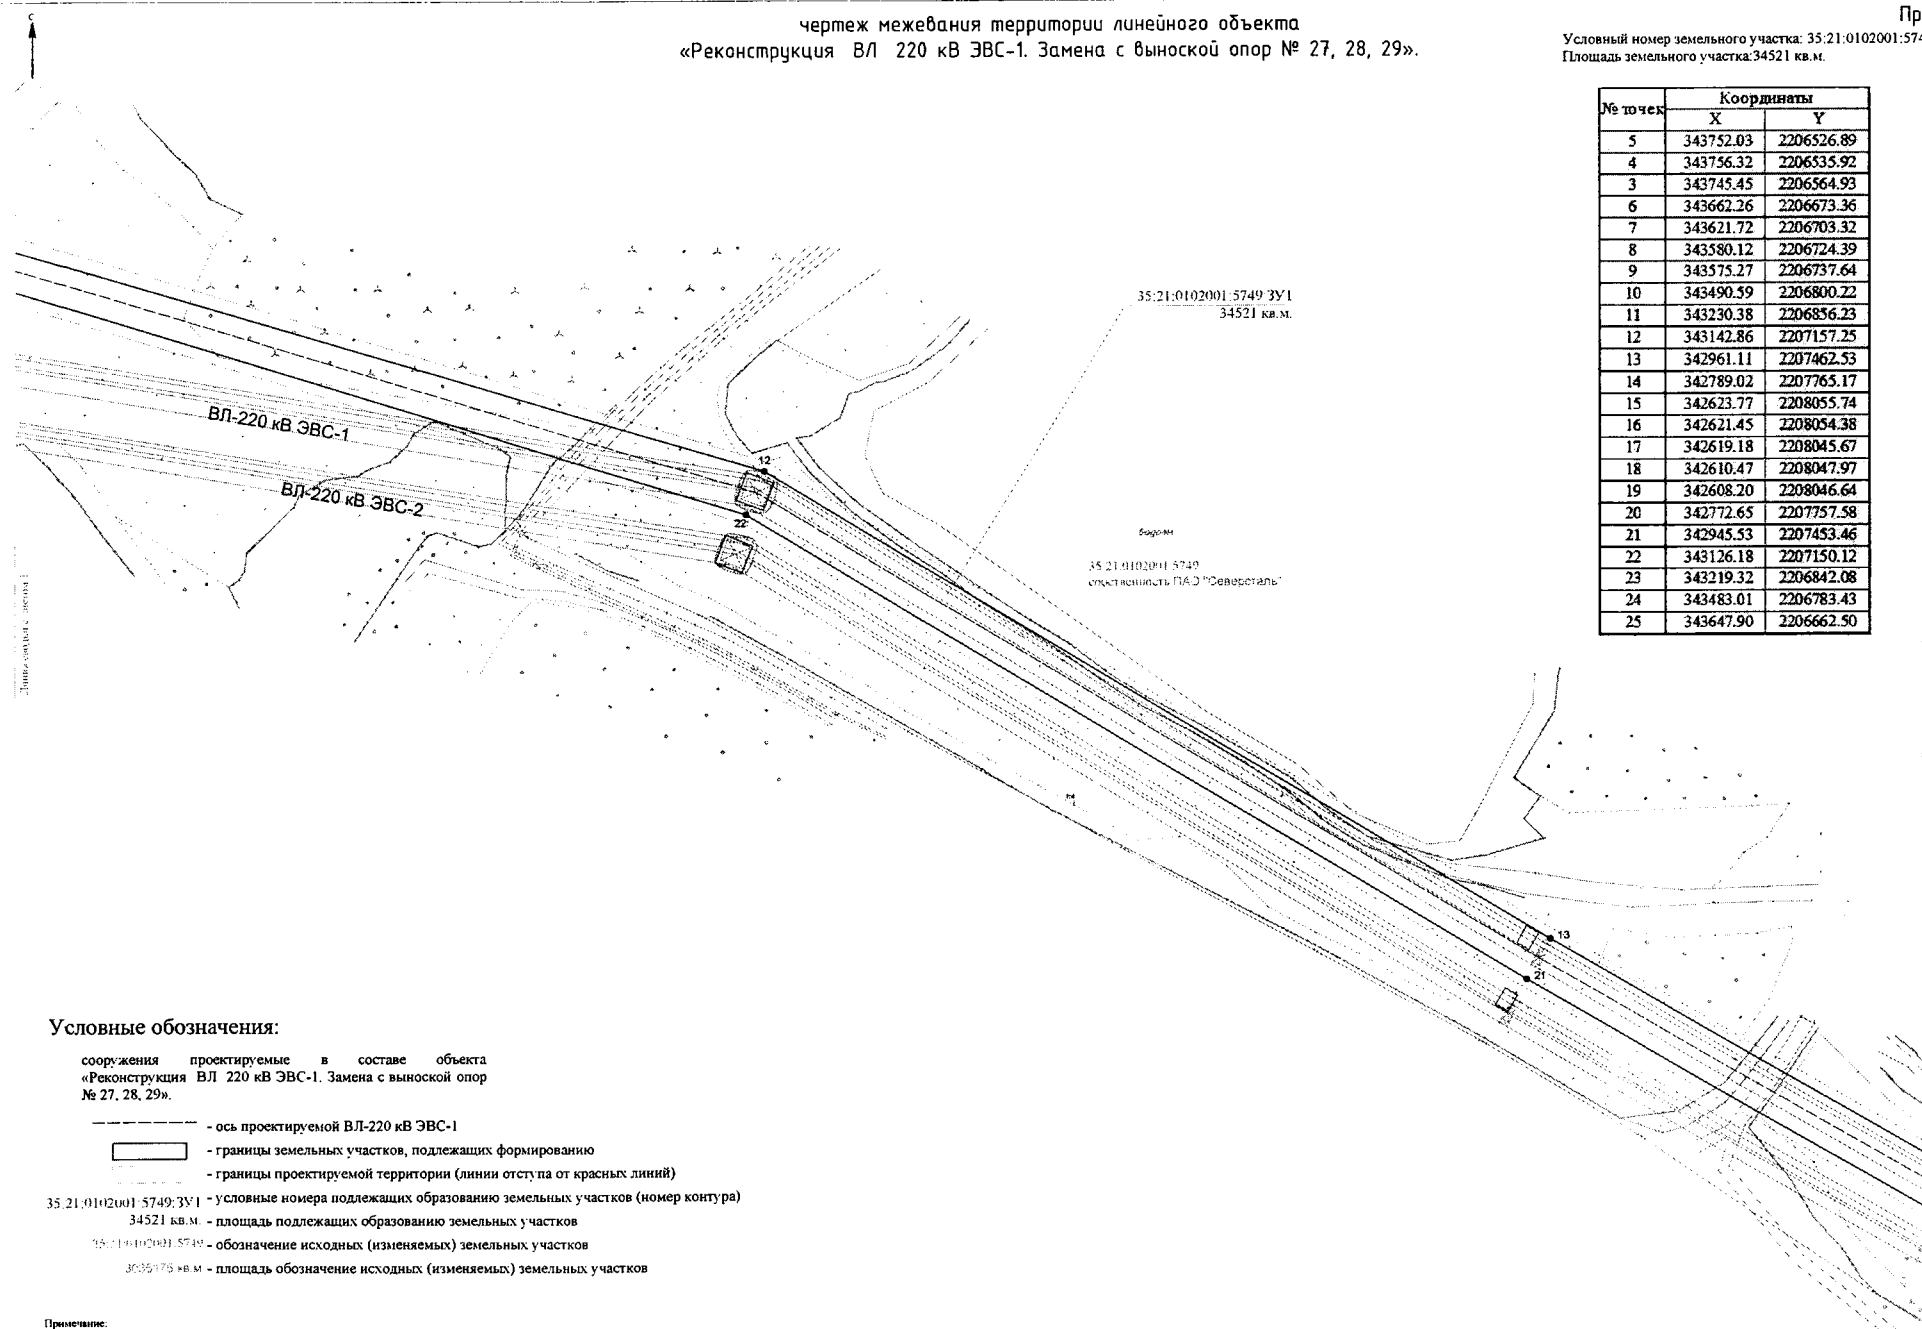 С
чертеж межевания территории линейного объекта
«Реконструкция ВЛ 220 кВ ЭВС-1. Замена с выноской опор № 27, 28, 29».
Пр
Условный номер земельного участка: 35:21:0102001:574
Площадь земельного участка:34521 кв.м.
№ точек Координаты
X Y
5 343752.03 2206526.89
4 343756.32 2206535.92
3 343745.45 2206564.93
6 343662.26 2206673.36
7 343621.72 2206703.32
8 343580.12 2206724.39
9 343575.27 2206737.64
10 343490.59 2206800.22
11 343230.38 2206856.23
12 343142.86 2207157.25
13 342961.11 2207462.53
14 342789.02 2207765.17
15 342623.77 2208055.74
16 342621.45 2208054.38
17 342619.18 2208045.67
18 342610.47 2208047.97
19 342608.20 2208046.64
20 342772.65 2207757.58
21 342945.53 2207453.46
22 343126.18 2207150.12
23 343219.32 2206842.08
24 343483.01 2206783.43
25 343647.90 2206662.50
35:21:0102001:5749:ЗУ1
34521 кв.м.
ВЛ-220 кВ ЭВС-1
ВЛ-220 кВ ЭВС-2
12
22
35:21:0102001:5749
собственность ПАО "Северсталь"
13
21
Условные обозначения:
сооружения проектируемые в составе объекта
«Реконструкция ВЛ 220 кВ ЭВС-1. Замена с выноской опор
№ 27, 28, 29».
- ось проектируемой ВЛ-220 кВ ЭВС-1
- границы земельных участков, подлежащих формированию
- границы проектируемой территории (линии отступа от красных линий)
35:21:0102001:5749:ЗУ1 - условные номера подлежащих образованию земельных участков (номер контура)
34521 кв.м. - площадь подлежащих образованию земельных участков
35:21:0102001:5749 - обозначение исходных (изменяемых) земельных участков
кв.м - площадь обозначение исходных (изменяемых) земельных участков
Примечание: